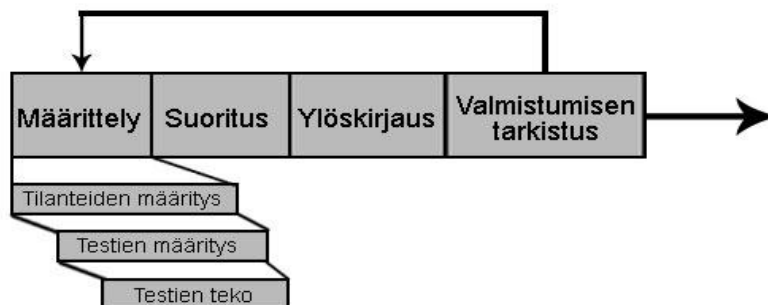 Määrittely
Suoritus
Ylöskirjaus
Valmistumisen
tarkistus
Tilanteiden määritys
Testien määritys
Testien teko